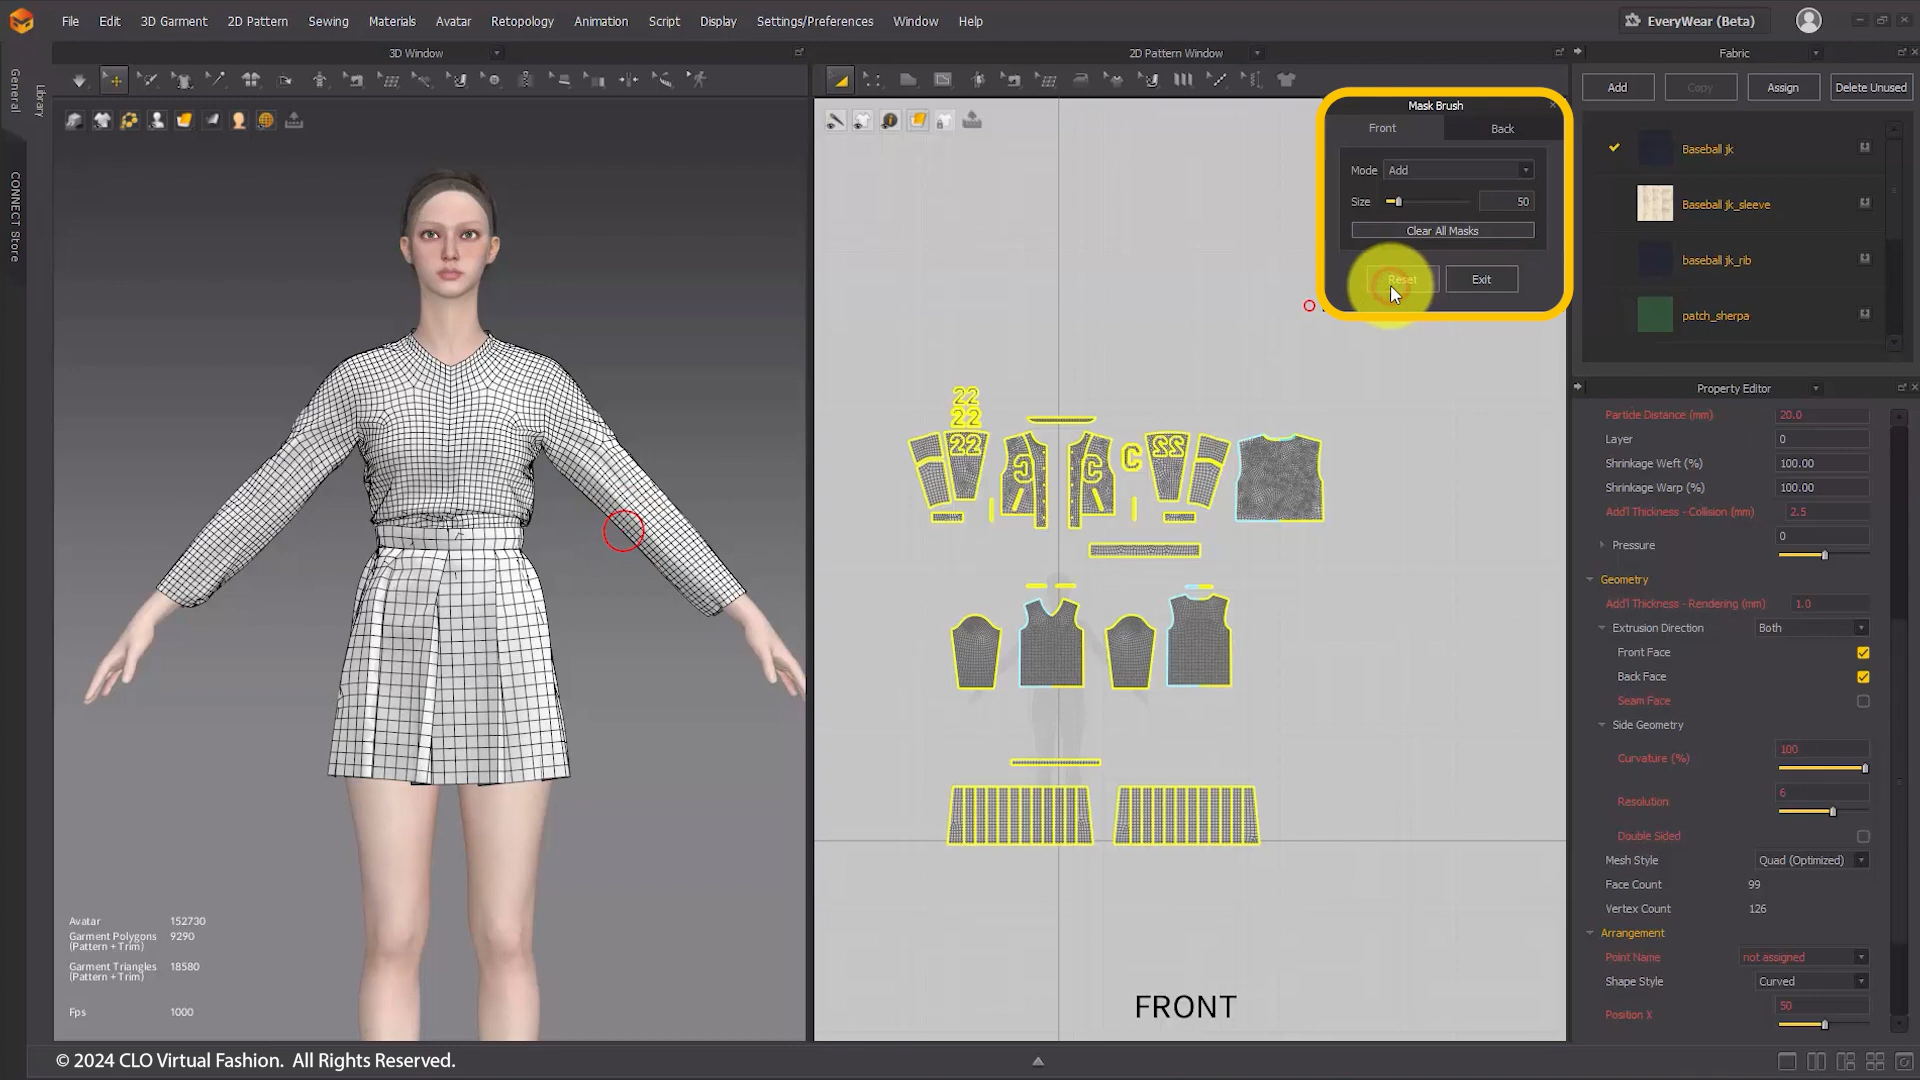 File Edit 3D Garment 2D Pattern Sewing Materials Avatar Retopology Animation Script Display Settings/Preferences Window Help
EveryWear (Beta)
3D Window
2D Pattern Window
Fabric
General
Library
CONNECT Store
Mask Brush
Front Back
Mode Add
Size 50
Clear All Masks
Reset Exit
Add Copy Assign Delete Unused
Baseball jk
Baseball jk_sleeve
baseball jk_rib
patch_sherpa
Property Editor
Particle Distance (mm) 20.0
Layer 0
Shrinkage Weft (%) 100.00
Shrinkage Warp (%) 100.00
Add'l Thickness - Collision (mm) 2.5
Pressure 0
Geometry
Add'l Thickness - Rendering (mm) 1.0
Extrusion Direction Both
Front Face
Back Face
Seam Face
Side Geometry
Curvature (%) 100
Resolution 6
Double Sided
Mesh Style Quad (Optimized)
Face Count 99
Vertex Count 126
Arrangement
Point Name not assigned
Shape Style Curved
Position X 50
22
22
22
C
C
C
22
Avatar 152730
Garment Polygons 9290
(Pattern + Trim)
Garment Triangles 18580
(Pattern + Trim)
Fps 1000
FRONT
© 2024 CLO Virtual Fashion. All Rights Reserved.